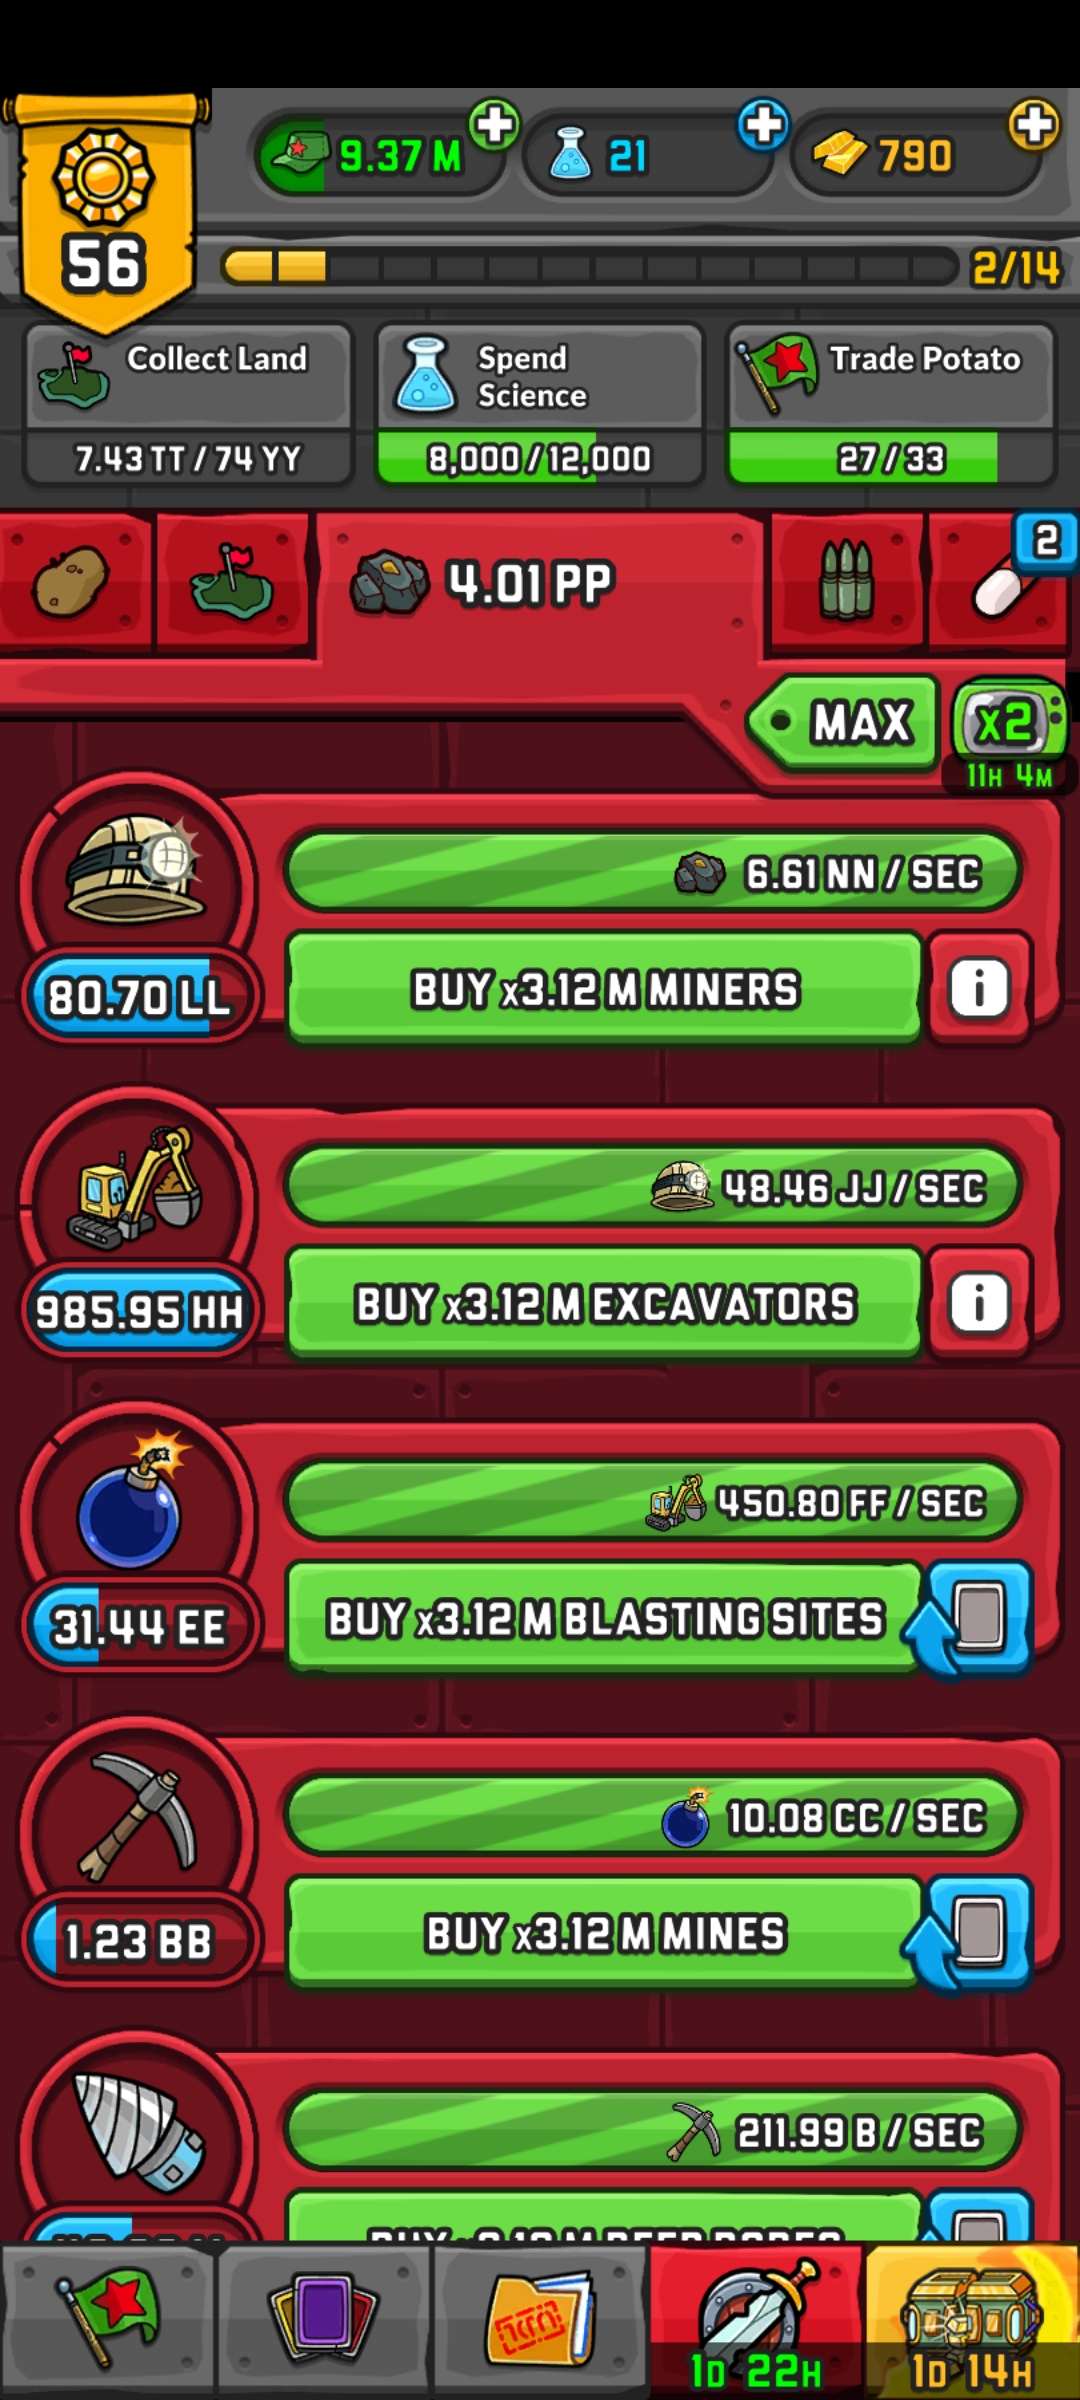 9.37 M
21
790
56
2/14
Collect Land
7.43 TT / 74 YY
Spend
Science
8,000 / 12,000
Trade Potato
27 / 33
4.01 PP
2
MAX
x2
11H 4M
6.61 NN / SEC
80.70 LL
BUY x3.12 M MINERS
i
48.46 JJ / SEC
985.95 HH
BUY x3.12 M EXCAVATORS
i
450.80 FF / SEC
31.44 EE
BUY x3.12 M BLASTING SITES
10.08 CC / SEC
1.23 BB
BUY x3.12 M MINES
211.99 B / SEC
1D 22H
1D 14H